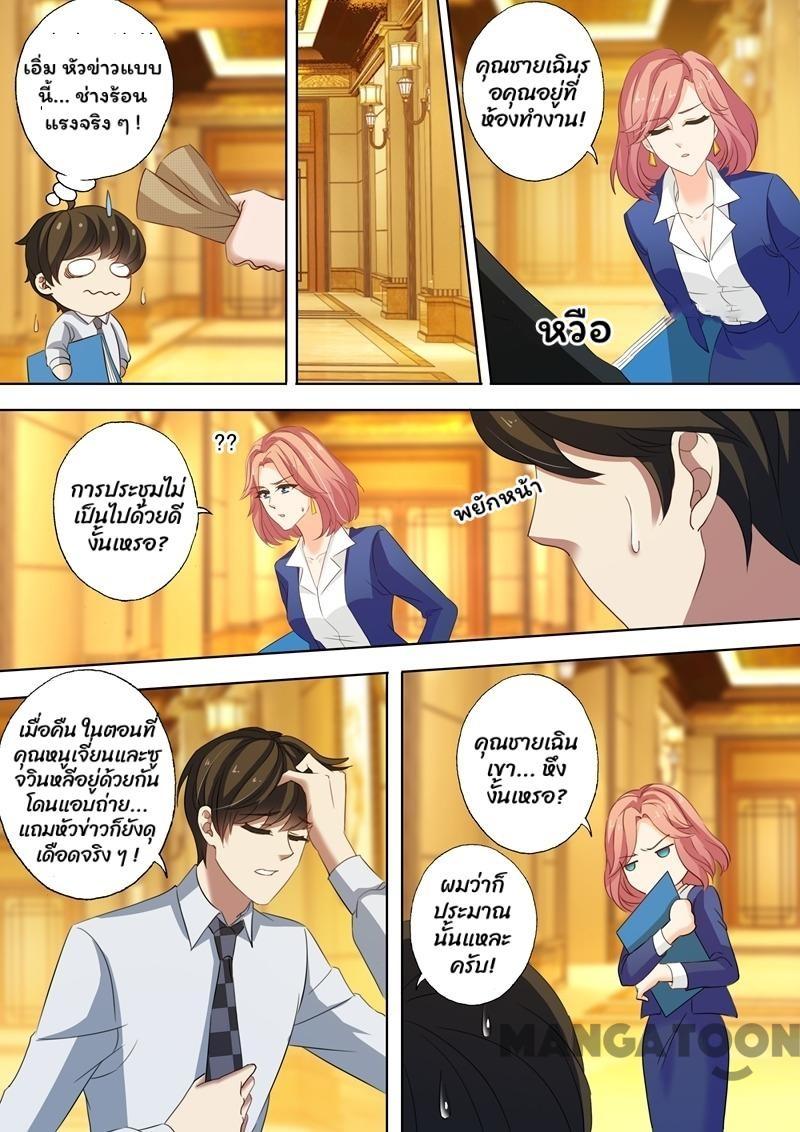 เอิ่ม หัวข่าวแบบ
นี้... ช่างร้อน
แรงจริง ๆ !
คุณชายเฉินร
อคุณอยู่ที่
ห้องทำงาน!
หวือ
??
การประชุมไม่
เป็นไปด้วยดี
งั้นเหรอ?
พยักหน้า
เมื่อคืน ในตอนที่
คุณหนูเจี่ยนและซู
จวินหลีอยู่ด้วยกัน
โดนแอบถ่าย...
แถมหัวข่าวก็ยังดุ
เดือดจริง ๆ !
คุณชายเฉิน
เขา... หึง
งั้นเหรอ?
ผมว่าก็
ประมาณ
นั้นแหละ
ครับ!
MANGATOON